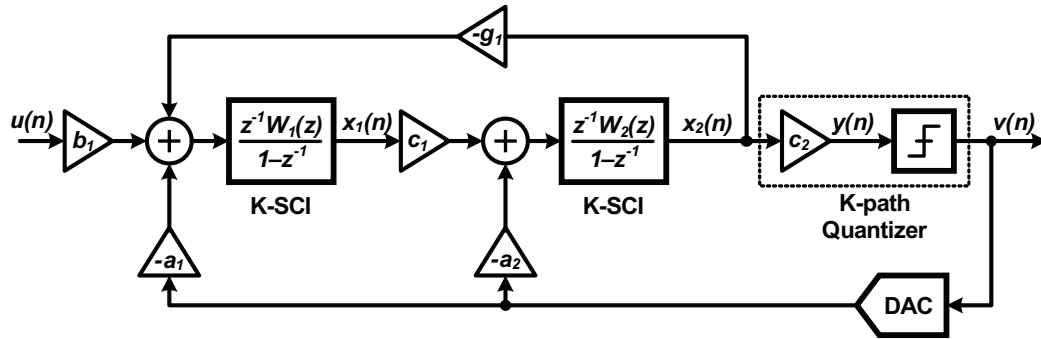 -g₁
u(n)
b₁
+
z⁻¹W₁(z)
1–z⁻¹
K-SCI
x₁(n)
c₁
+
z⁻¹W₂(z)
1–z⁻¹
K-SCI
x₂(n)
c₂
y(n)
v(n)
K-path
Quantizer
-a₁
-a₂
DAC